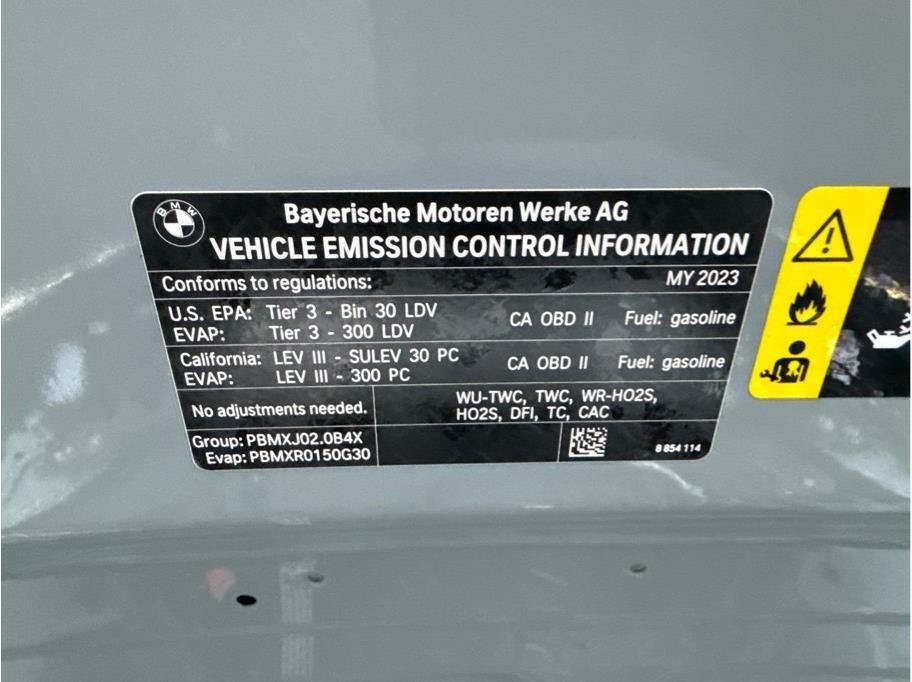 BMW
Bayerische Motoren Werke AG
VEHICLE EMISSION CONTROL INFORMATION
Conforms to regulations: MY 2023
U.S. EPA: Tier 3 - Bin 30 LDV CA OBD II Fuel: gasoline
EVAP: Tier 3 - 300 LDV
California: LEV III - SULEV 30 PC CA OBD II Fuel: gasoline
EVAP: LEV III - 300 PC
No adjustments needed.
WU-TWC, TWC, WR-HO2S,
HO2S, DFI, TC, CAC
Group: PBMXJ02.0B4X
Evap: PBMXR0150G30
8 854 114